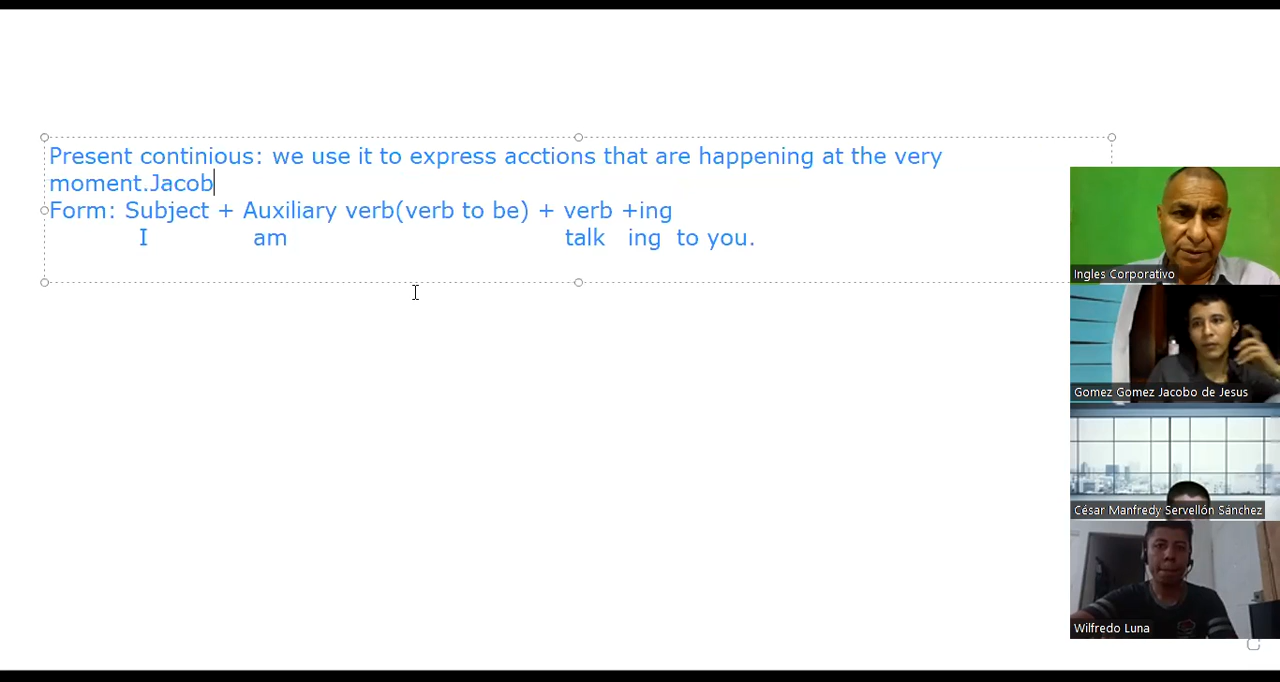 Present continious: we use it to express acctions that are happening at the very
moment.Jacob
Form: Subject + Auxiliary verb(verb to be) + verb +ing
I am talk ing to you.
Ingles Corporativo
Gomez Gomez Jacobo de Jesus
César Manfredy Servellón Sánchez
Wilfredo Luna